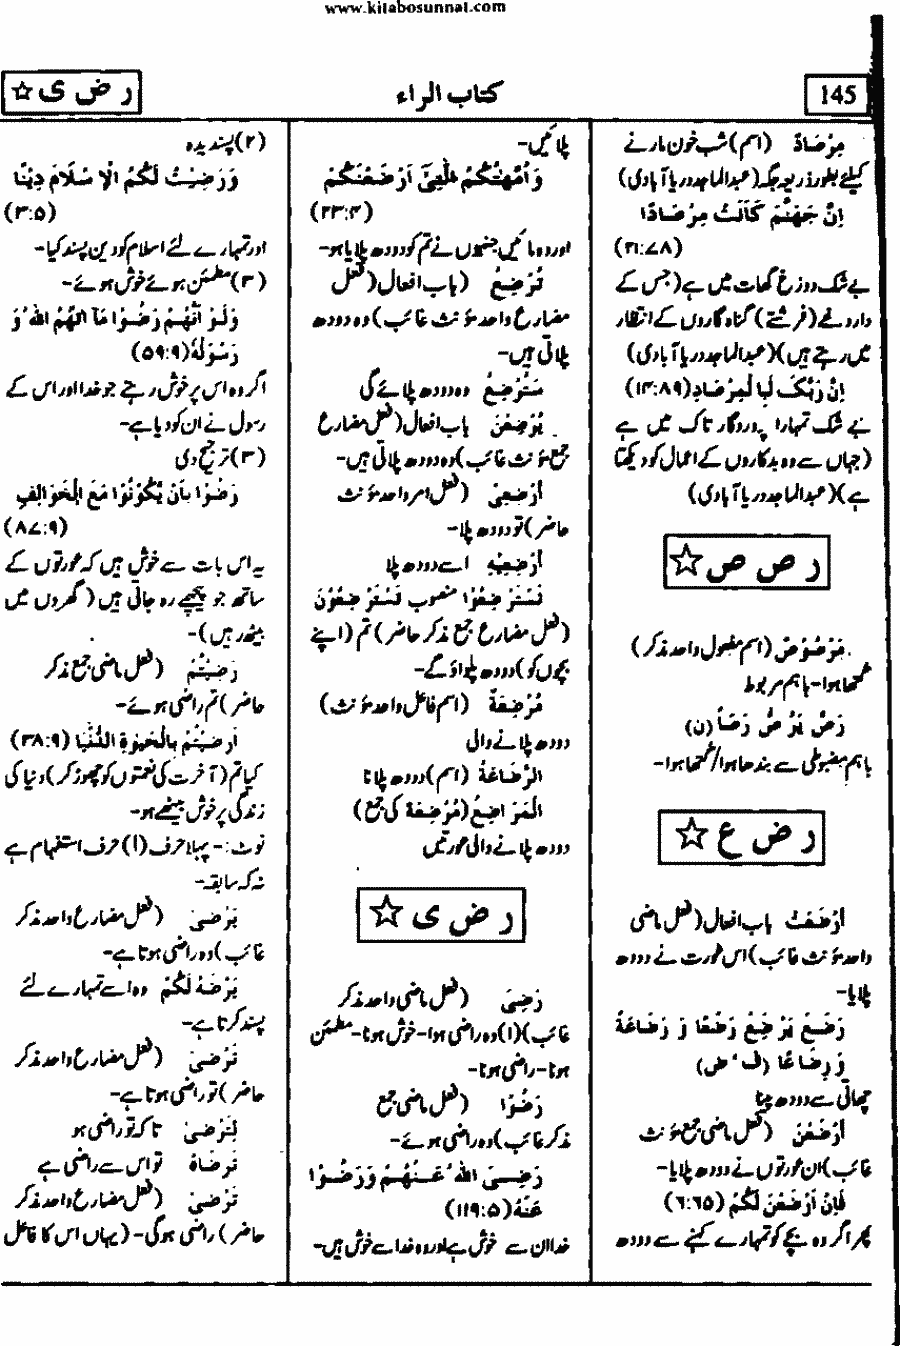 www.kitabosunnat.com
145
کتاب الراء
ر ض ی ☆
مِرْصَادٌ (اسم) شب خون مارنے
کیلئے بطور ذریعہ جگہ (عبدالماجد دریا آبادی)
اِنَّ جَهَنَّمَ كَانَتْ مِرْصَادًا
(۲۱:۷۸)
بے شک دوزخ گھات میں ہے (جس کے
داروغے (فرشتے) گناہ گاروں کے انتظار
میں رہتے ہیں) (عبدالماجد دریا آبادی)
اِنَّ رَبَّكَ لَبِا لْمِرْصَادِ (۱۴:۸۹)
بے شک تمہارا پروردگار تاک میں ہے
(جہاں سے وہ بدکاروں کے اعمال کو دیکھتا
ہے) (عبدالماجد دریا آبادی)
ر ص ص ☆
مَرْصُوْصٌ (اسم مفعول واحد مذکر)
گٹھا ہوا۔ باہم مربوط
رَصَّ يَرُصُّ رَصًّا (ن)
باہم مضبوطی سے بندھا ہوا/ گٹھا ہوا۔
ر ض ع ☆
اَرْضَعَتْ باب افعال (فعل ماضی
واحد مؤنث غائب) اس عورت نے دودھ
پلایا۔
رَضَعَ يَرْضِعُ رَضْعًا وَ رَضَاعَةً
وَ رِضَاعًا (ف ' ض)
چھاتی سے دودھ پینا
اَرْضَعْنَ (فعل ماضی جمع مؤنث
غائب) ان عورتوں نے دودھ پلایا۔
فَاِنْ اَرْضَعْنَ لَكُمْ (۶:۶۵)
پھر اگر وہ بچے کو تمہارے کہنے سے دودھ
پلائیں۔
وَ اُمَّهٰتُكُمُ الّٰتِيْٓ اَرْضَعْنَكُمْ
(۲۳:۴)
اور وہ مائیں جنہوں نے تم کو دودھ پلایا ہو۔
تُرْضِعُ (باب افعال (فعل
مضارع واحد مؤنث غائب) وہ دودھ
پلاتی ہیں۔
سَتُرْضِعُ وہ دودھ پلائے گی
يُرْضِعْنَ باب افعال (فعل مضارع
جمع مؤنث غائب) وہ دودھ پلاتی ہیں۔
اَرْضِعِيْ (فعل امر واحد مؤنث
حاضر) تو دودھ پلا۔
اَرْضِعِيْهِ اسے دودھ پلا
تَسْتَرْضِعُوْا منصوب تَسْتَرْضِعُوْنَ
(فعل مضارع جمع مذکر حاضر) تم (اپنے
بچوں کو) دودھ پلواؤ گے۔
مُرْضِعَةٌ (اسم فاعل واحد مؤنث)
دودھ پلانے والی
الرَّضَاعَةُ (اسم) دودھ پلانا
الْمَرَاضِعُ (مُرْضِعَة کی جمع)
دودھ پلانے والی عورتیں
ر ض ی ☆
رَضِيَ (فعل ماضی واحد مذکر
غائب) (۱) وہ راضی ہوا۔ خوش ہونا۔ مطمئن
ہونا۔ راضی ہونا۔
رَضُوْا (فعل ماضی جمع
مذکر غائب) وہ راضی ہوئے۔
رَضِيَ اللّٰهُ عَنْهُمْ وَرَضُوْا
عَنْهُ (۱۱۹:۵)
خدا ان سے خوش ہے اور وہ خدا سے خوش ہیں۔
(۲) پسندیدہ
وَرَضِيْتُ لَكُمُ الْاِ سْلَامَ دِيْنًا
(۳:۵)
اور تمہارے لئے اسلام کو دین پسند کیا۔
(۳) مطمئن ہوئے خوش ہوئے۔
وَلَوْ اَنَّهُمْ رَضُوْا مَآ اٰتٰهُمُ اللّٰهُ وَ
رَسُوْلُهٗ (۵۹:۹)
اگر وہ اس پر خوش رہتے جو خدا اور اس کے
رسول نے ان کو دیا ہے۔
(۳) ترجیح دی
رَضُوْا بِاَنْ يَّكُوْنُوْا مَعَ الْخَوَالِفِ
(۸۷:۹)
یہ اس بات سے خوش ہیں کہ عورتوں کے
ساتھ جو پیچھے رہ جاتی ہیں (گھروں میں
بیٹھ رہیں)۔
رَضِيْتُمْ (فعل ماضی جمع مذکر
حاضر) تم راضی ہوئے۔
اَرَضِيْتُمْ بِالْحَيٰوةِ الدُّنْيَا (۳۸:۹)
کیا تم (آخرت کی نعمتوں کو چھوڑ کر) دنیا کی
زندگی پر خوش بیٹھے ہو۔
نوٹ:۔ پہلا حرف (ا) حرف استفہام ہے
نہ کہ سابقہ۔
يَرْضٰى (فعل مضارع واحد مذکر
غائب) وہ راضی ہوتا ہے۔
يَرْضَهُ لَكُمْ وہ اسے تمہارے لئے
پسند کرتا ہے۔
تَرْضٰى (فعل مضارع واحد مذکر
حاضر) تو راضی ہوتا ہے۔
لِتَرْضٰى تاکہ تو راضی ہو
تَرْضَاهُ تو اس سے راضی ہے
تَرْضٰى (فعل مضارع واحد مذکر
حاضر) راضی ہوگی۔ (یہاں اس کا فاعل